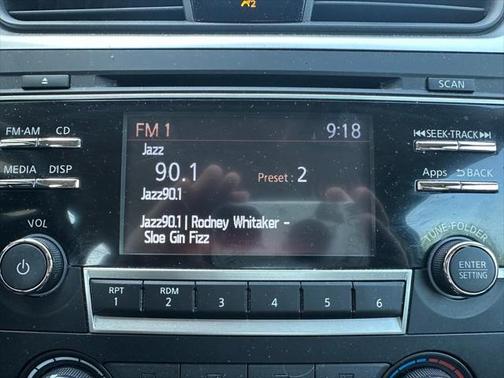 2
SCAN
FM·AM CD
FM 1 9:18
Jazz
90.1 Preset : 2
Jazz90.1
Jazz90.1 | Rodney Whitaker -
Sloe Gin Fizz
SEEK·TRACK
MEDIA DISP
Apps BACK
VOL
TUNE·FOLDER
ENTER
SETTING
RPT RDM
1 2 3 4 5 6